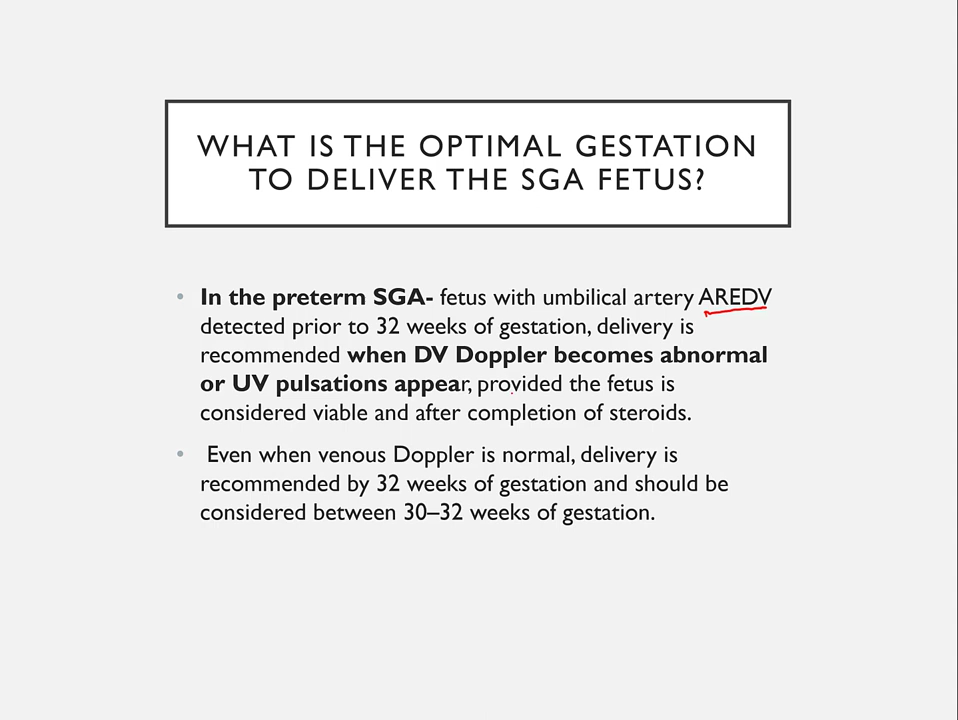 WHAT IS THE OPTIMAL GESTATION
TO DELIVER THE SGA FETUS?
• In the preterm SGA- fetus with umbilical artery AREDV
detected prior to 32 weeks of gestation, delivery is
recommended when DV Doppler becomes abnormal
or UV pulsations appear, provided the fetus is
considered viable and after completion of steroids.
• Even when venous Doppler is normal, delivery is
recommended by 32 weeks of gestation and should be
considered between 30–32 weeks of gestation.